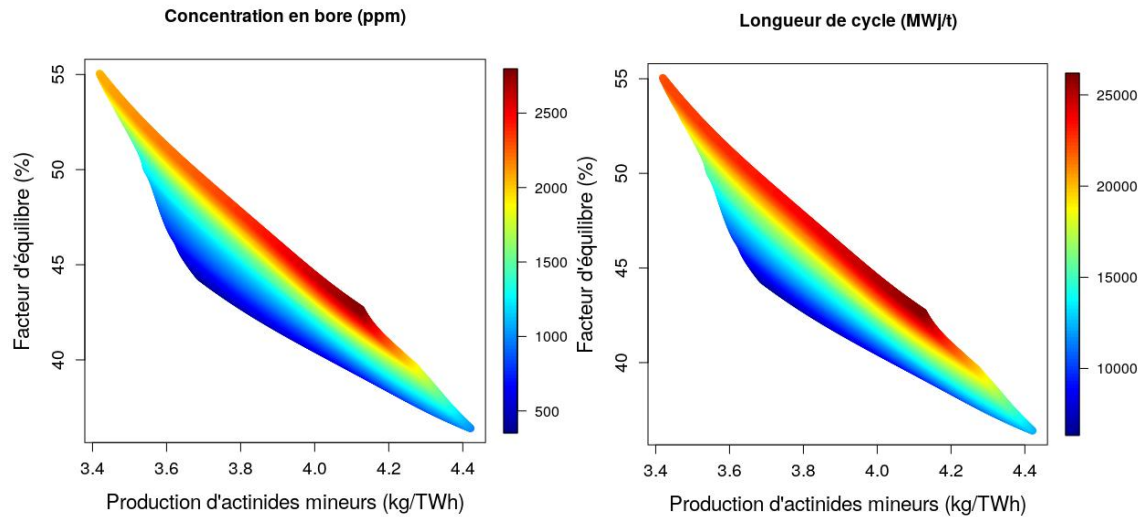 Concentration en bore (ppm)
Facteur d'équilibre (%)
55
50
45
40
3.4 3.6 3.8 4.0 4.2 4.4
Production d'actinides mineurs (kg/TWh)
2500
2000
1500
1000
500
Longueur de cycle (MWj/t)
Facteur d'équilibre (%)
55
50
45
40
3.4 3.6 3.8 4.0 4.2 4.4
Production d'actinides mineurs (kg/TWh)
25000
20000
15000
10000